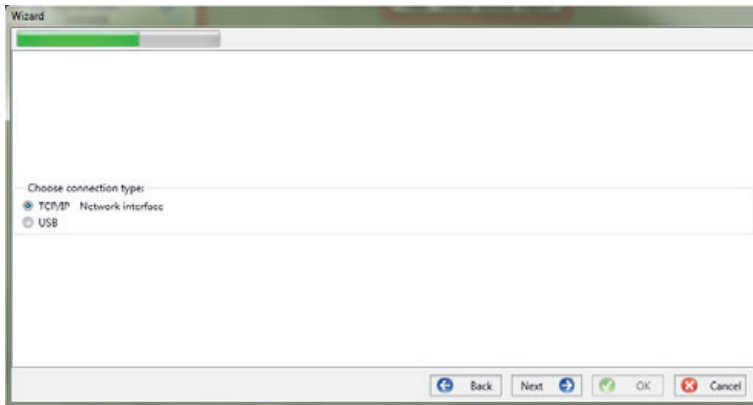 Wizard
Choose connection type:
TCP/IP Network interface
USB
Back Next OK Cancel